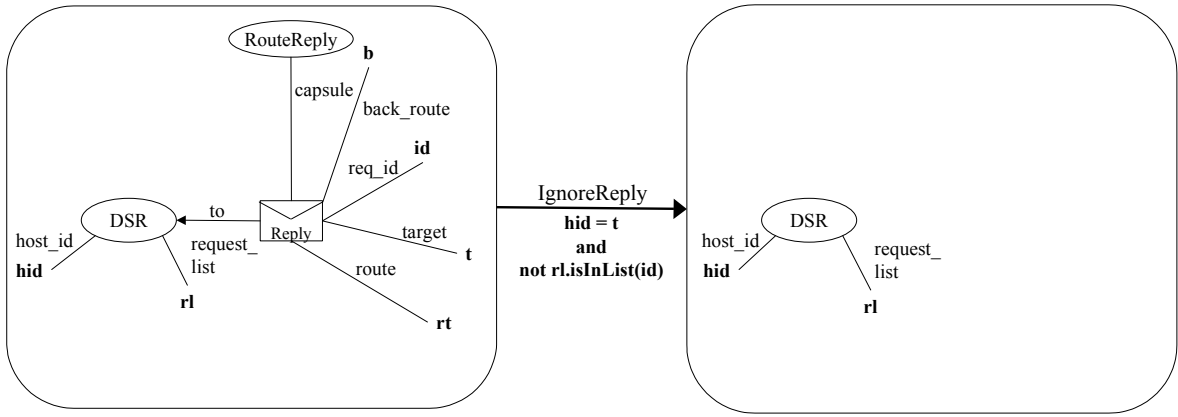 RouteReply
b
capsule
back_route
id
req_id
DSR
to
Reply
target
t
host_id
hid
request_
list
rl
route
rt
IgnoreReply
hid = t
and
not rl.isInList(id)
DSR
host_id
hid
request_
list
rl